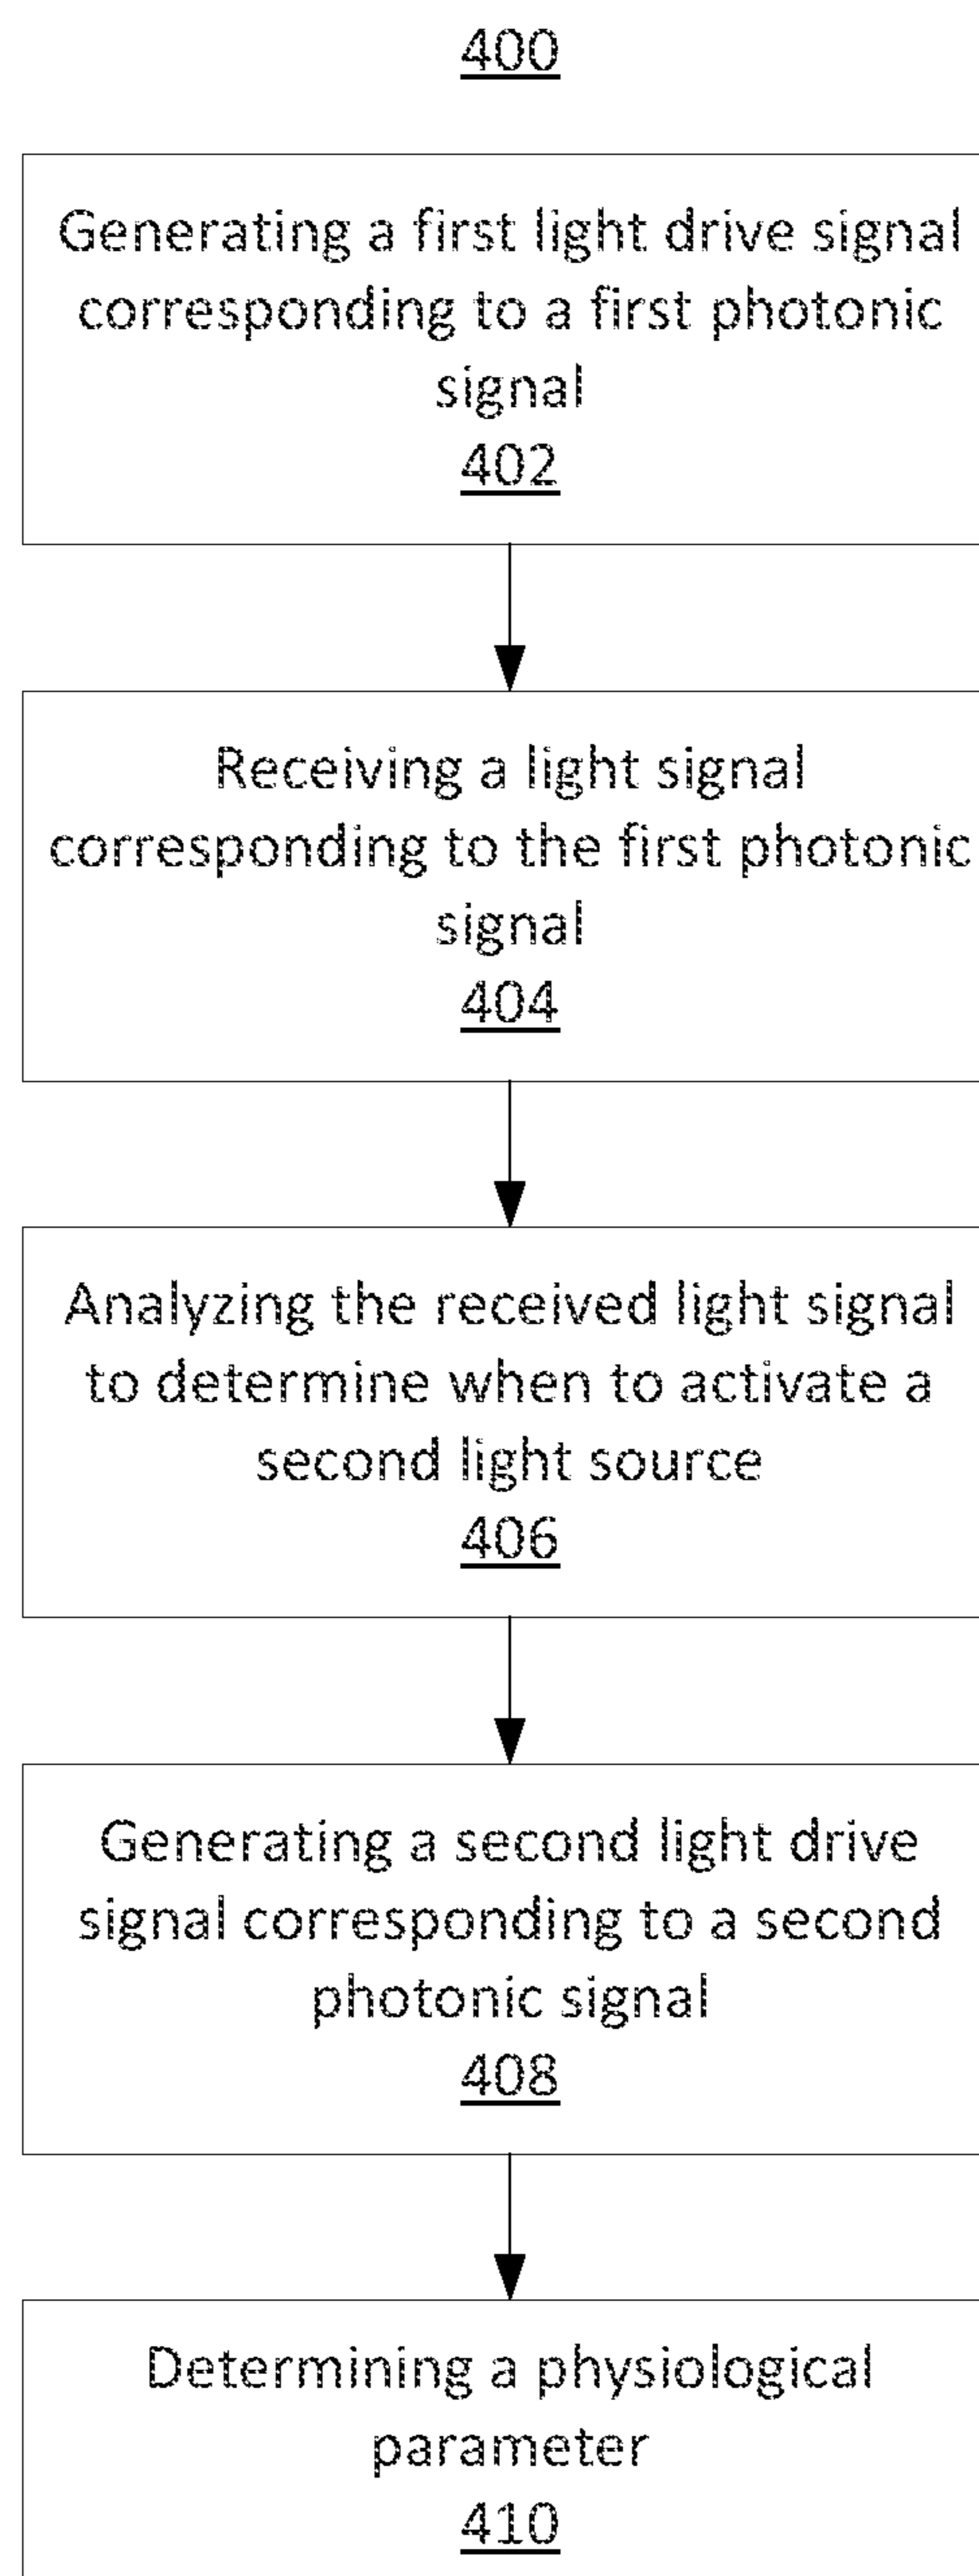 400
Generating a first light drive signal
corresponding to a first photonic
signal
402
Receiving a light signal
corresponding to the first photonic
signal
404
Analyzing the received light signal
to determine when to activate a
second light source
406
Generating a second light drive
signal corresponding to a second
photonic signal
408
Determining a physiological
parameter
410